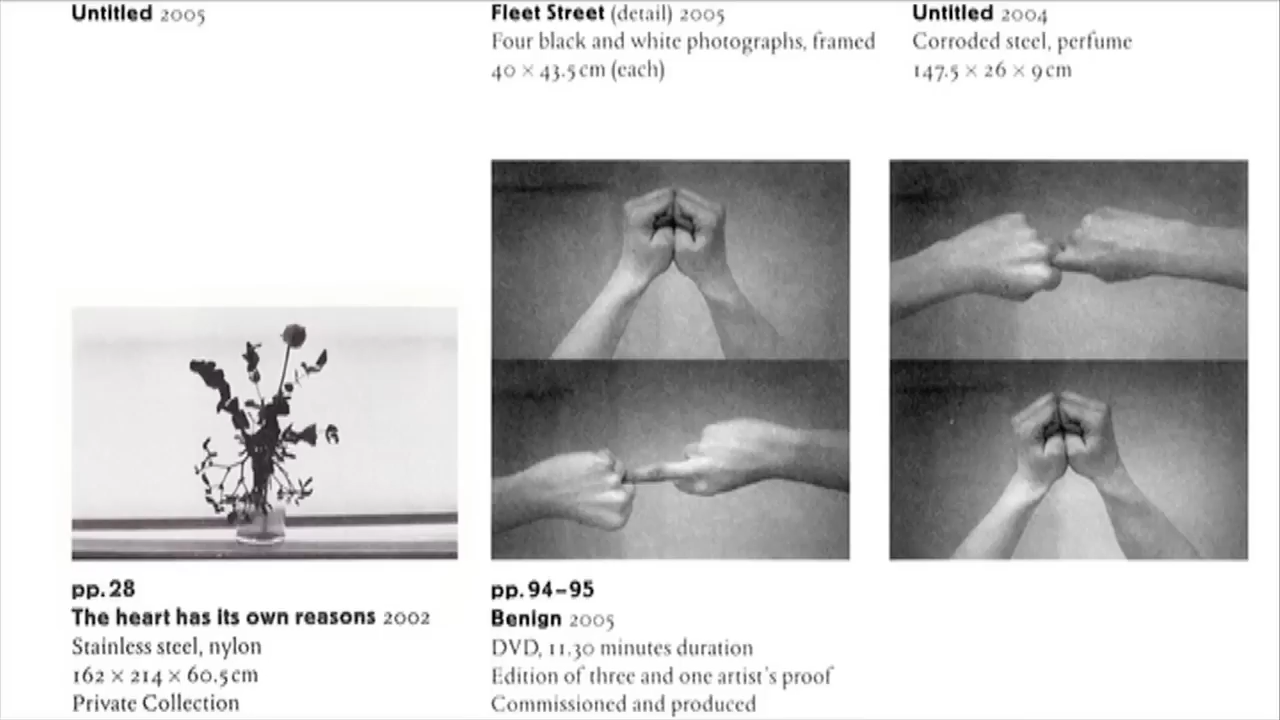 Untitled 2005
Fleet Street (detail) 2005
Four black and white photographs, framed
40 × 43.5 cm (each)
Untitled 2004
Corroded steel, perfume
147.5 × 26 × 9 cm
pp. 28
The heart has its own reasons 2002
Stainless steel, nylon
162 × 214 × 60.5 cm
Private Collection
pp. 94–95
Benign 2005
DVD, 11.30 minutes duration
Edition of three and one artist's proof
Commissioned and produced